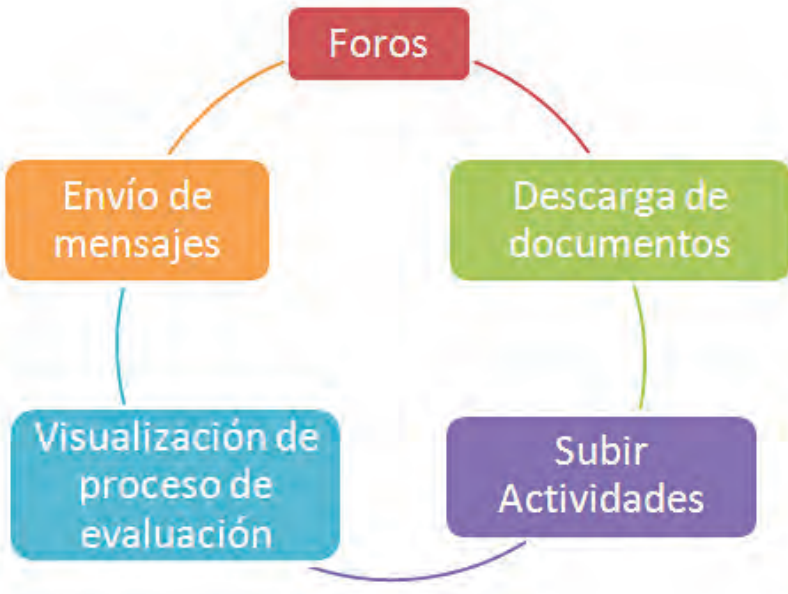 Foros
Descarga de
documentos
Subir
Actividades
Visualización de
proceso de
evaluación
Envío de
mensajes